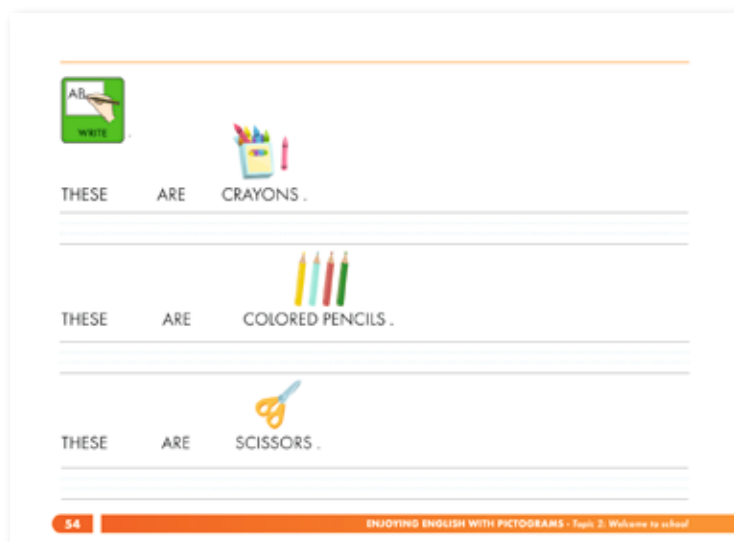 AB
WRITE .
THESE ARE CRAYONS .
THESE ARE COLORED PENCILS .
THESE ARE SCISSORS .
54 ENJOYING ENGLISH WITH PICTOGRAMS - Topic 2: Welcome to school